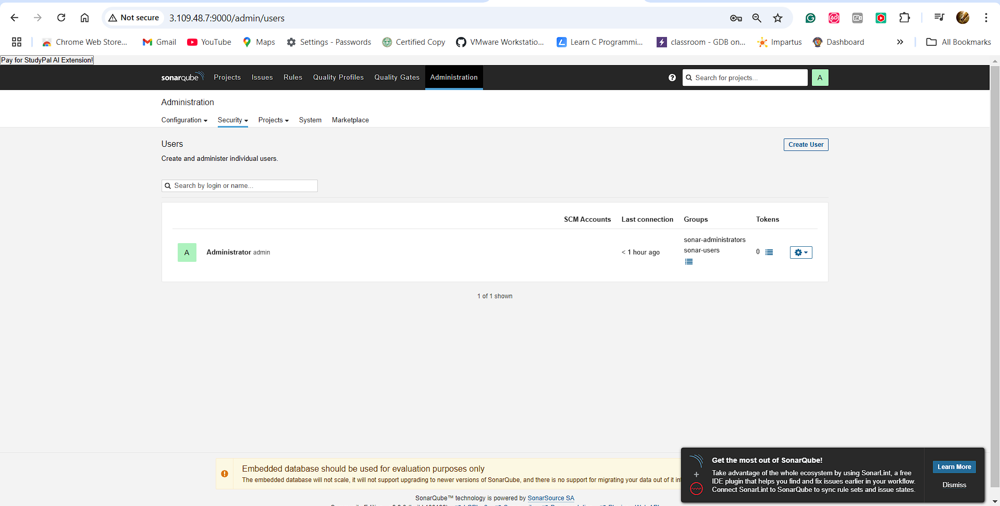 Not secure
3.109.48.7:9000/admin/users
Chrome Web Store...
Gmail
YouTube
Maps
Settings - Passwords
Certified Copy
VMware Workstatio...
Learn C Programmi...
classroom - GDB on...
Impartus
Dashboard
All Bookmarks
Pay for StudyPal AI Extension!
sonarqube
Projects
Issues
Rules
Quality Profiles
Quality Gates
Administration
Search for projects...
A
Administration
Configuration
Security
Projects
System
Marketplace
Users
Create User
Create and administer individual users.
Search by login or name...
SCM Accounts
Last connection
Groups
Tokens
A
Administrator admin
< 1 hour ago
sonar-administrators
sonar-users
0
1 of 1 shown
Embedded database should be used for evaluation purposes only
The embedded database will not scale, it will not support upgrading to newer versions of SonarQube, and there is no support for migrating your data out of it
SonarQube™ technology is powered by SonarSource SA
Get the most out of SonarQube!
Take advantage of the whole ecosystem by using SonarLint, a free
IDE plugin that helps you find and fix issues earlier in your workflow.
Connect SonarLint to SonarQube to sync rule sets and issue states.
Learn More
Dismiss